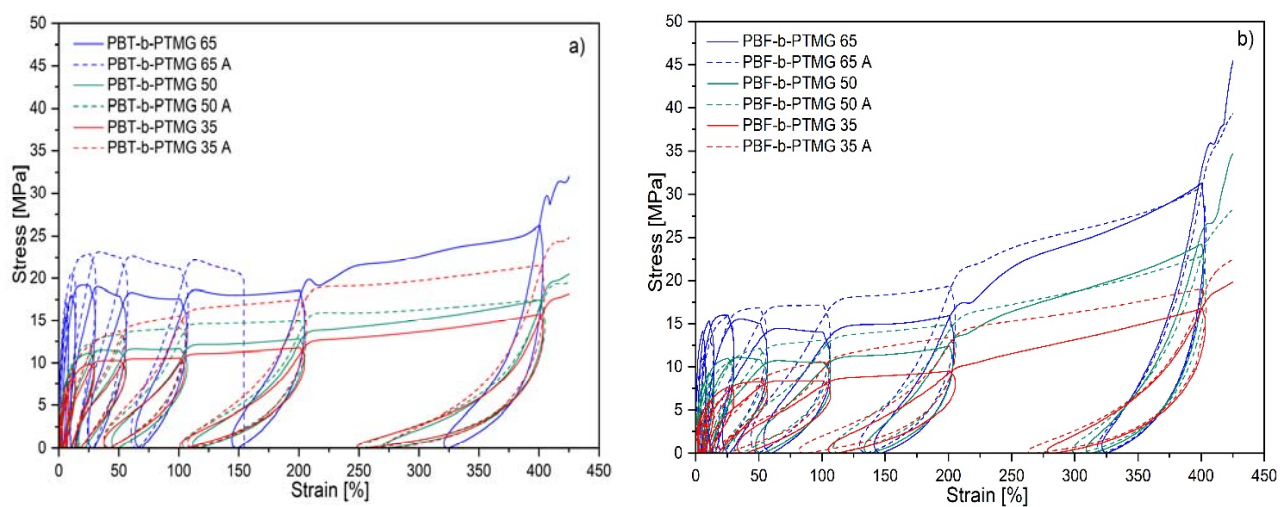 a)
PBT-b-PTMG 65
PBT-b-PTMG 65 A
PBT-b-PTMG 50
PBT-b-PTMG 50 A
PBT-b-PTMG 35
PBT-b-PTMG 35 A
50
45
40
35
30
25
20
15
10
5
0
Stress [MPa]
0 50 100 150 200 250 300 350 400 450
Strain [%]
b)
PBF-b-PTMG 65
PBF-b-PTMG 65 A
PBF-b-PTMG 50
PBF-b-PTMG 50 A
PBF-b-PTMG 35
PBF-b-PTMG 35 A
50
45
40
35
30
25
20
15
10
5
0
Stress [MPa]
0 50 100 150 200 250 300 350 400 450
Strain [%]